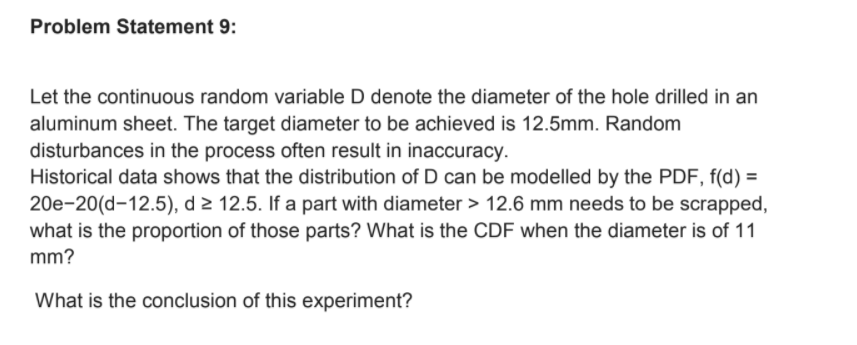 Problem Statement 9:
Let the continuous random variable D denote the diameter of the hole drilled in an
aluminum sheet. The target diameter to be achieved is 12.5mm. Random
disturbances in the process often result in inaccuracy.
Historical data shows that the distribution of D can be modelled by the PDF, f(d) =
20e−20(d−12.5), d ≥ 12.5. If a part with diameter > 12.6 mm needs to be scrapped,
what is the proportion of those parts? What is the CDF when the diameter is of 11
mm?
What is the conclusion of this experiment?